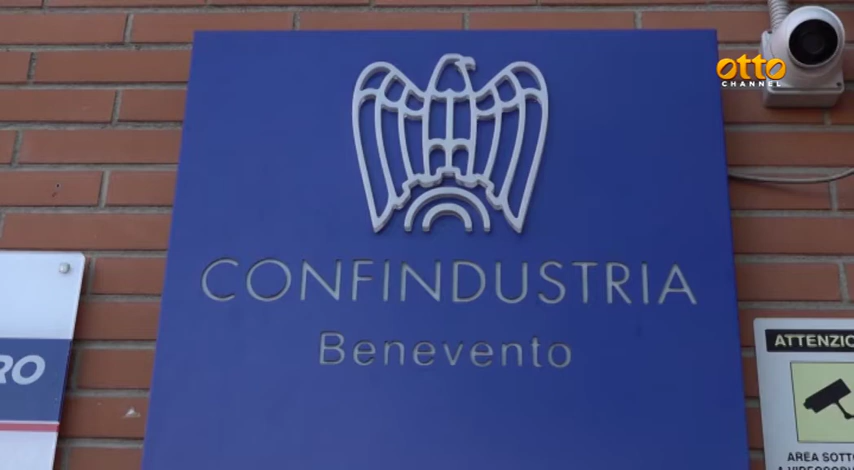 otto
CHANNEL
CONFINDUSTRIA
Benevento
RO
ATTENZIO
AREA SOTTO